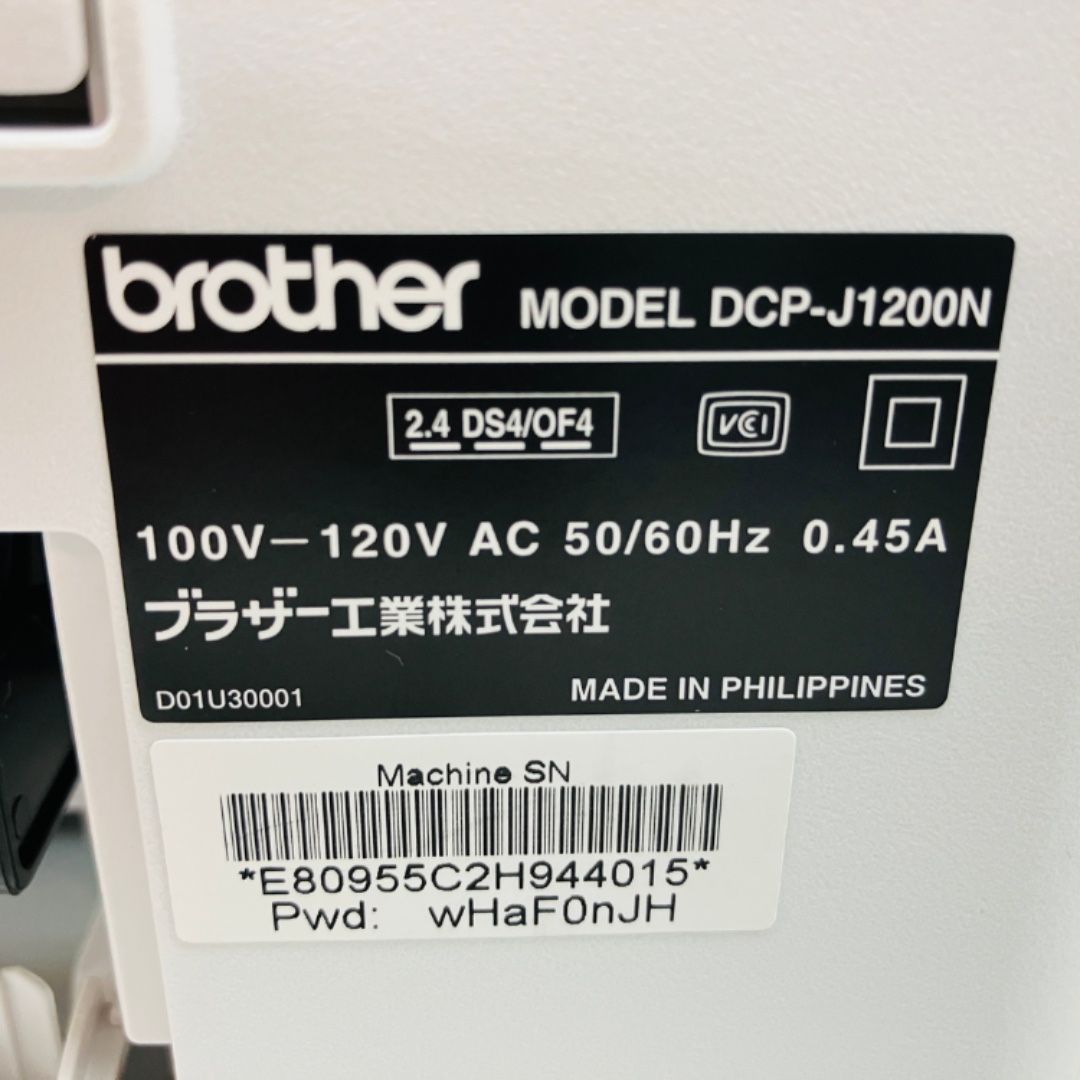 brother MODEL DCP-J1200N
2.4 DS4/OF4 VCCI
100V－120V AC 50/60Hz 0.45A
ブラザー工業株式会社
D01U30001 MADE IN PHILIPPINES
Machine SN
*E80955C2H944015*
Pwd: wHaF0nJH